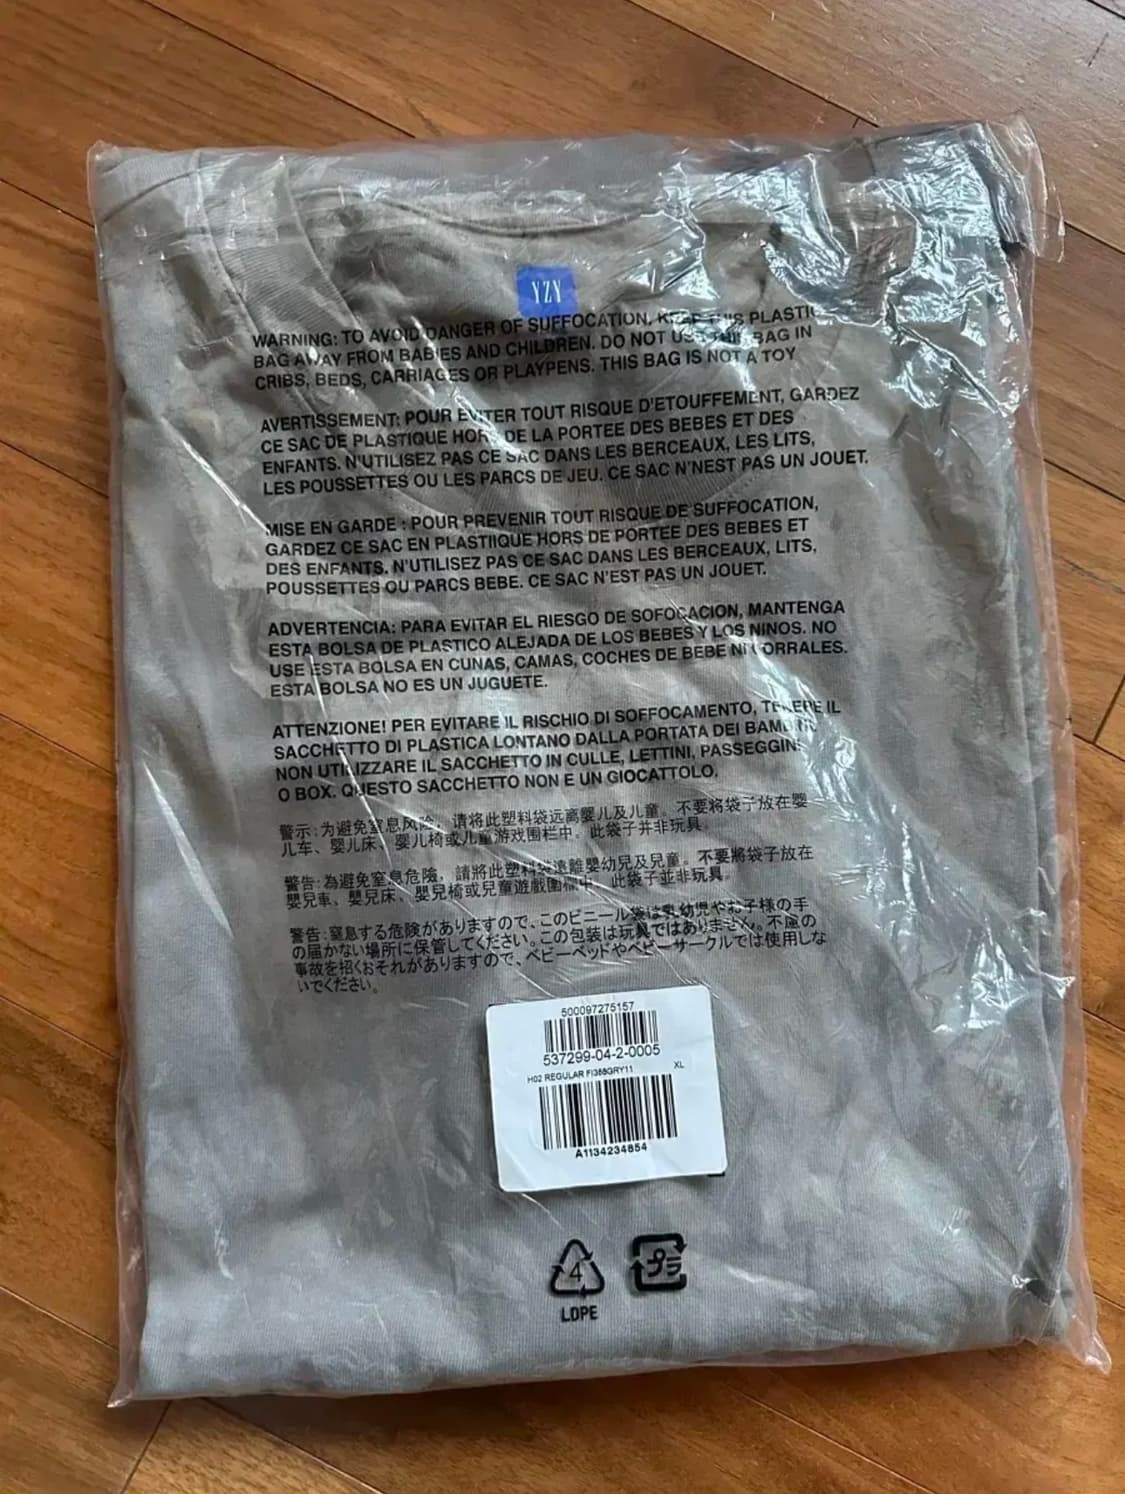 YZY
WARNING: TO AVOID DANGER OF SUFFOCATION, KEEP THIS PLASTIC
BAG AWAY FROM BABIES AND CHILDREN. DO NOT USE THIS BAG IN
CRIBS, BEDS, CARRIAGES OR PLAYPENS. THIS BAG IS NOT A TOY
AVERTISSEMENT: POUR EVITER TOUT RISQUE D'ETOUFFEMENT, GARDEZ
CE SAC DE PLASTIQUE HORS DE LA PORTEE DES BEBES ET DES
ENFANTS. N'UTILISEZ PAS CE SAC DANS LES BERCEAUX, LES LITS,
LES POUSSETTES OU LES PARCS DE JEU. CE SAC N'NEST PAS UN JOUET.
MISE EN GARDE : POUR PREVENIR TOUT RISQUE DE SUFFOCATION,
GARDEZ CE SAC EN PLASTIIQUE HORS DE PORTEE DES BEBES ET
DES ENFANTS. N'UTILISEZ PAS CE SAC DANS LES BERCEAUX, LITS,
POUSSETTES OU PARCS BEBE. CE SAC N'EST PAS UN JOUET.
ADVERTENCIA: PARA EVITAR EL RIESGO DE SOFOCACION, MANTENGA
ESTA BOLSA DE PLASTICO ALEJADA DE LOS BEBES Y LOS NINOS. NO
USE ESTA BOLSA EN CUNAS, CAMAS, COCHES DE BEBE NI CORRALES.
ESTA BOLSA NO ES UN JUGUETE.
ATTENZIONE! PER EVITARE IL RISCHIO DI SOFFOCAMENTO, TENERE IL
SACCHETTO DI PLASTICA LONTANO DALLA PORTATA DEI BAMBINI.
NON UTILIZZARE IL SACCHETTO IN CULLE, LETTINI, PASSEGGINI
O BOX. QUESTO SACCHETTO NON E UN GIOCATTOLO.
警示:为避免窒息风险，请将此塑料袋远离婴儿及儿童。不要将袋子放在婴
儿车、婴儿床、婴儿椅或儿童游戏围栏中。此袋子并非玩具。
警告:為避免窒息危險，請將此塑料袋遠離嬰幼兒及兒童。不要將袋子放在
嬰兒車、嬰兒床、嬰兒椅或兒童遊戲圍欄中。此袋子並非玩具。
警告:窒息する危険がありますので、このビニール袋は乳幼児やお子様の手
の届かない場所に保管してください。この包装は玩具ではありません。不慮の
事故を招くおそれがありますので、ベビーベッドやベビーサークルでは使用しな
いでください。
500097275157
537299-04-2-0005
H02 REGULAR FI388GRY11 XL
A1134234854
4 プラ
LDPE